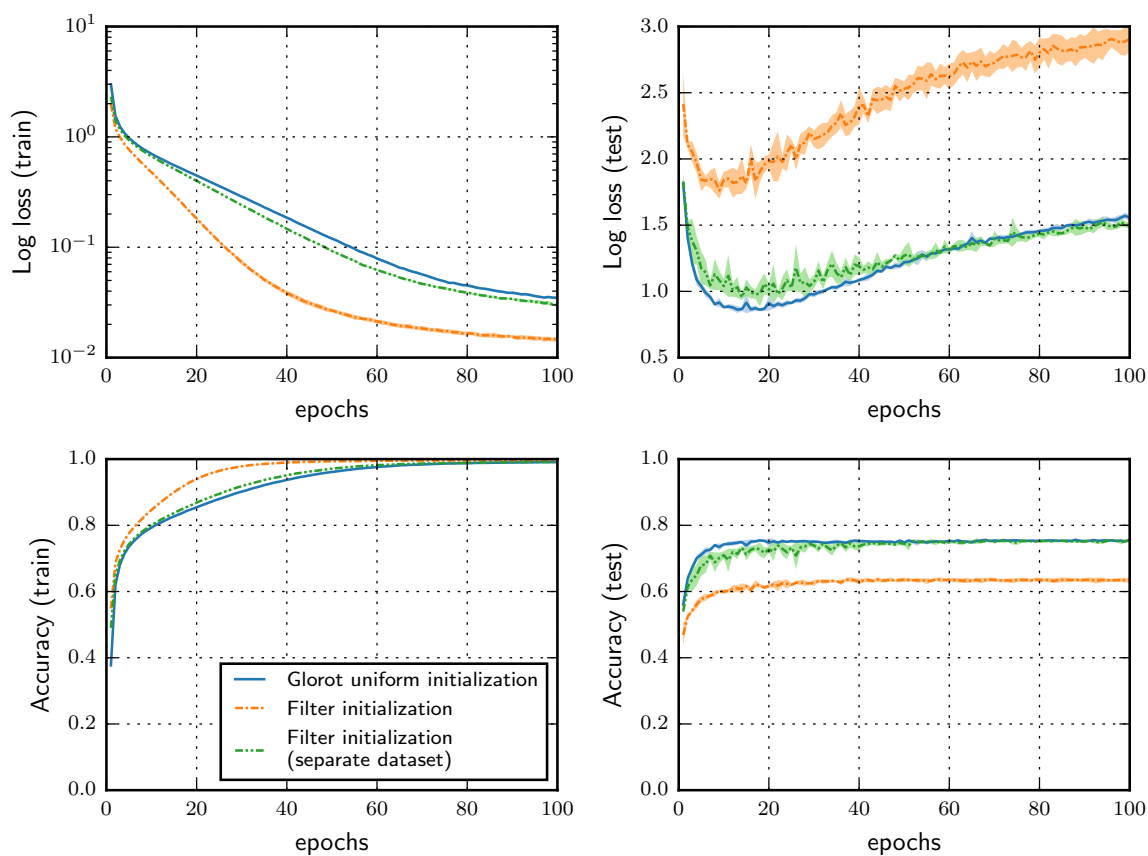 10¹
10⁰
10⁻¹
10⁻²
Log loss (train)
0 20 40 60 80 100
epochs
3.0
2.5
2.0
1.5
1.0
0.5
Log loss (test)
0 20 40 60 80 100
epochs
1.0
0.8
0.6
0.4
0.2
0.0
Accuracy (train)
Glorot uniform initialization
Filter initialization
Filter initialization
(separate dataset)
0 20 40 60 80 100
epochs
1.0
0.8
0.6
0.4
0.2
0.0
Accuracy (test)
0 20 40 60 80 100
epochs